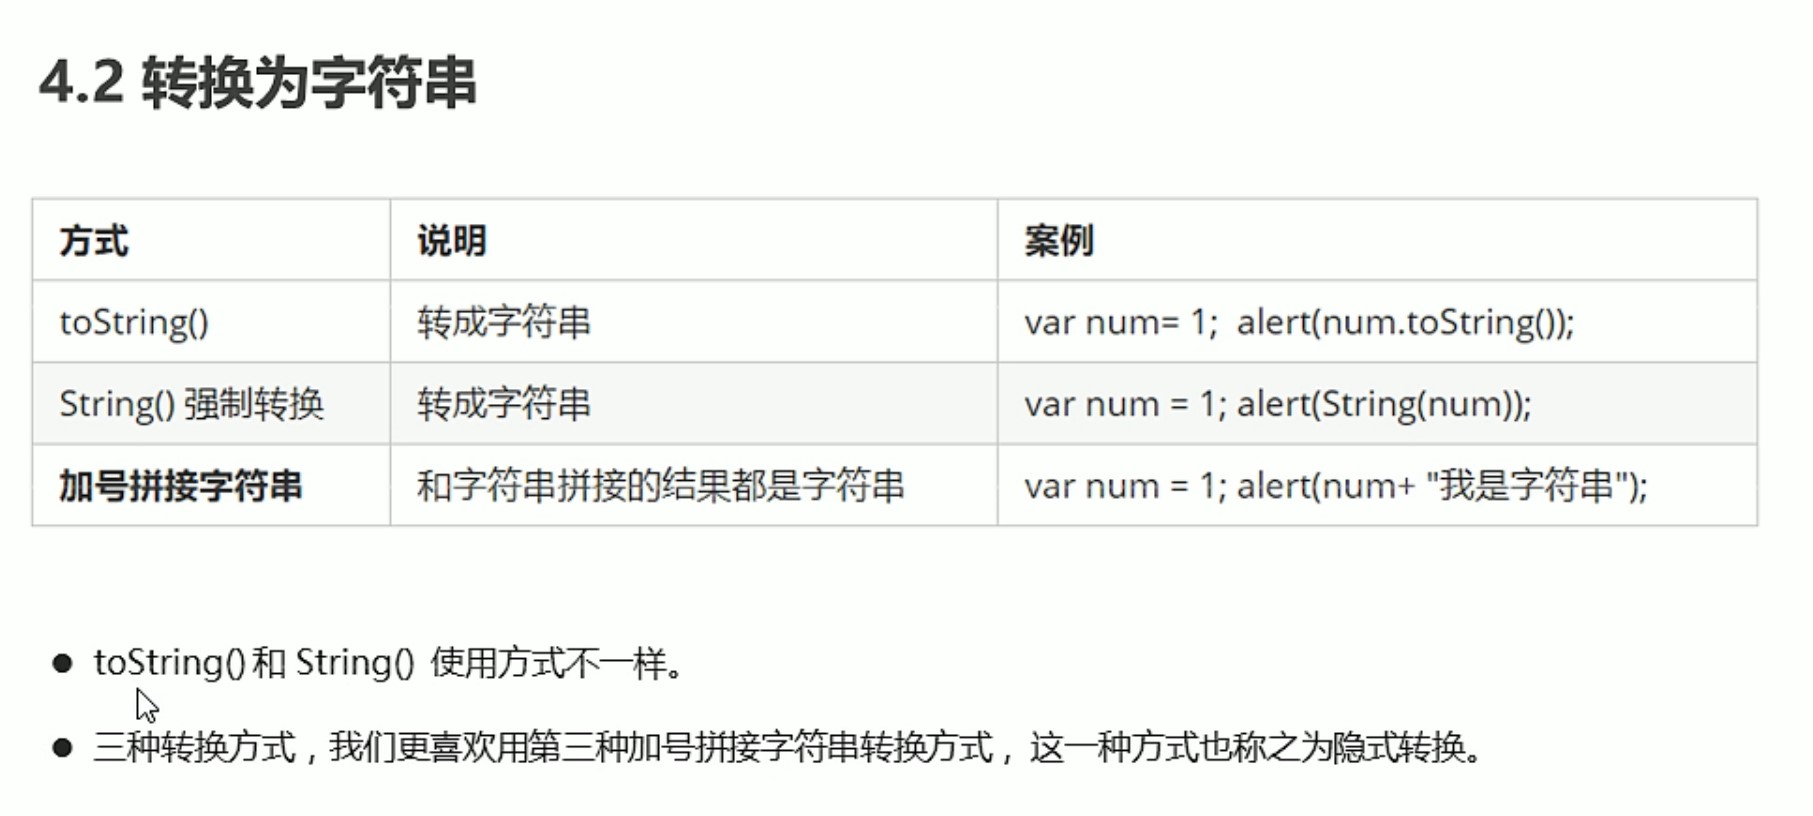 4.2 转换为字符串
方式 说明 案例
toString() 转成字符串 var num= 1;  alert(num.toString());
String() 强制转换 转成字符串 var num = 1; alert(String(num));
加号拼接字符串 和字符串拼接的结果都是字符串 var num = 1; alert(num+ "我是字符串");
● toString()和 String()  使用方式不一样。
● 三种转换方式，我们更喜欢用第三种加号拼接字符串转换方式， 这一种方式也称之为隐式转换。